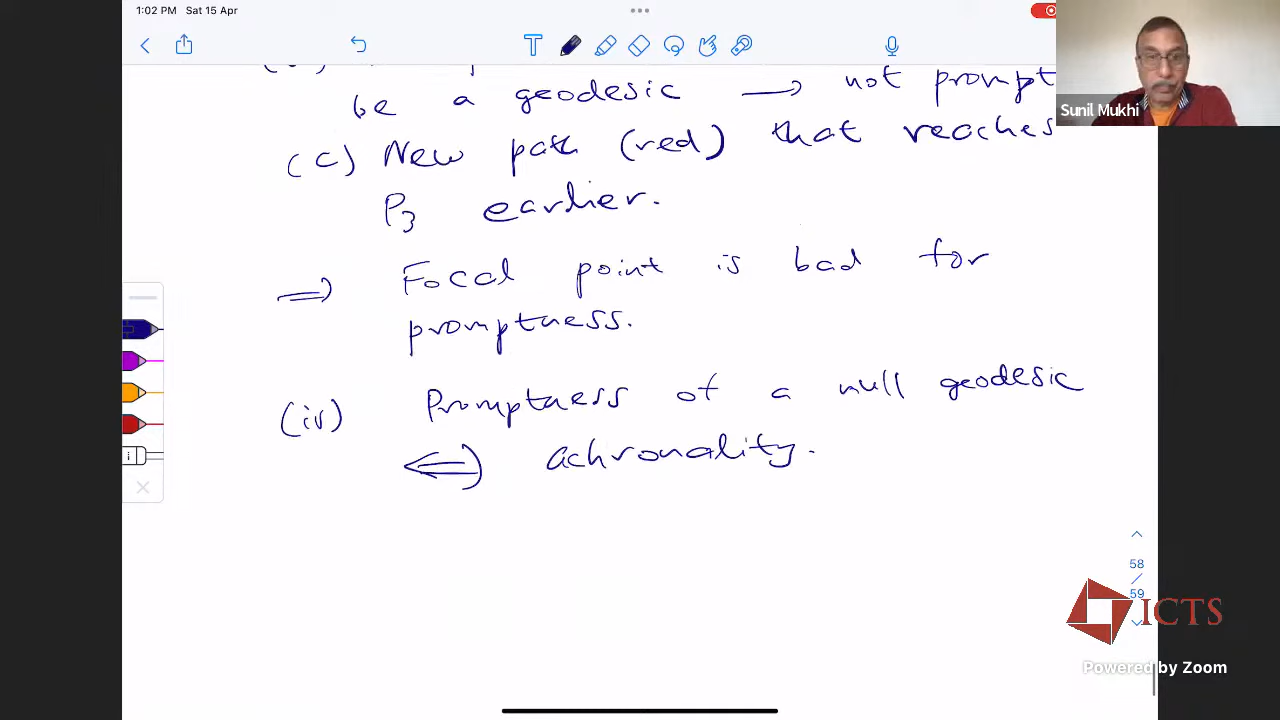 1:02 PM Sat 15 Apr
Sunil Mukhi
be a geodesic → not prompt
(c) New path (red) that reaches
P3 earlier.
⇒ Focal point is bad for
promptness.
(iv) Promptness of a null geodesic
⇔ achronality.
58
/
59
ICTS
Powered by Zoom